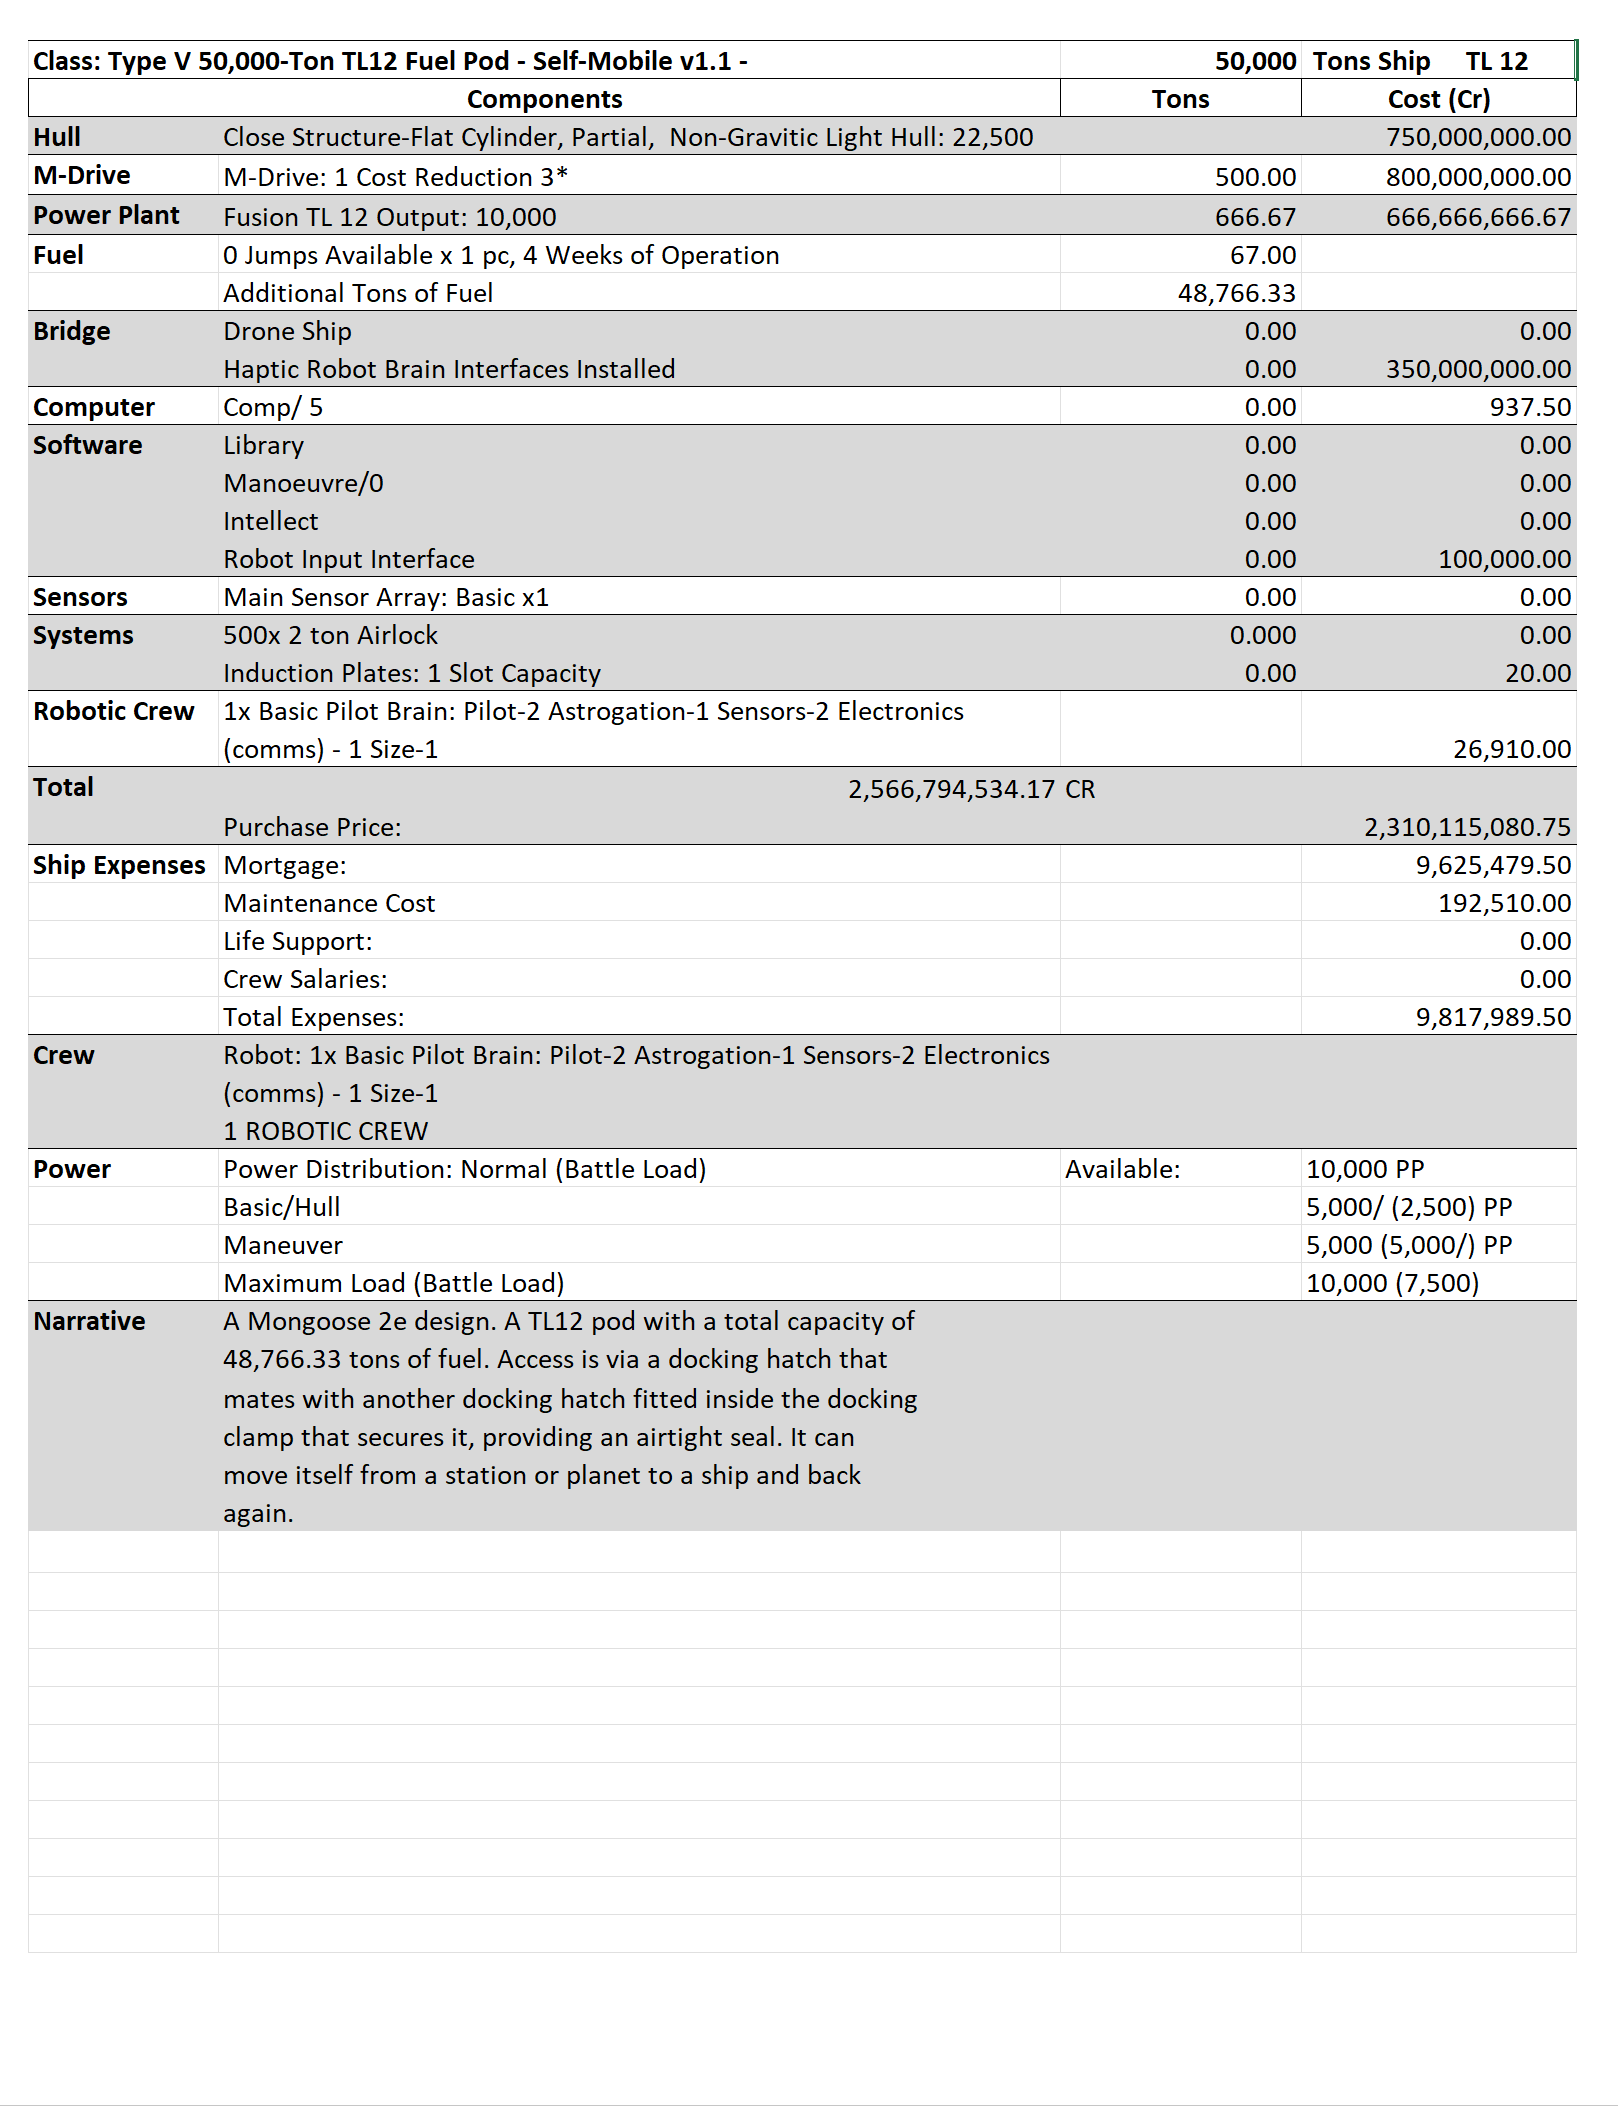 Class: Type V 50,000-Ton TL12 Fuel Pod - Self-Mobile v1.1 - 50,000 Tons Ship TL 12
Components Tons Cost (Cr)
Hull Close Structure-Flat Cylinder, Partial, Non-Gravitic Light Hull: 22,500 750,000,000.00
M-Drive M-Drive: 1 Cost Reduction 3* 500.00 800,000,000.00
Power Plant Fusion TL 12 Output: 10,000 666.67 666,666,666.67
Fuel 0 Jumps Available x 1 pc, 4 Weeks of Operation 67.00
Additional Tons of Fuel 48,766.33
Bridge Drone Ship 0.00 0.00
Haptic Robot Brain Interfaces Installed 0.00 350,000,000.00
Computer Comp/ 5 0.00 937.50
Software Library 0.00 0.00
Manoeuvre/0 0.00 0.00
Intellect 0.00 0.00
Robot Input Interface 0.00 100,000.00
Sensors Main Sensor Array: Basic x1 0.00 0.00
Systems 500x 2 ton Airlock 0.000 0.00
Induction Plates: 1 Slot Capacity 0.00 20.00
Robotic Crew 1x Basic Pilot Brain: Pilot-2 Astrogation-1 Sensors-2 Electronics
(comms) - 1 Size-1 26,910.00
Total 2,566,794,534.17 CR
Purchase Price: 2,310,115,080.75
Ship Expenses Mortgage: 9,625,479.50
Maintenance Cost 192,510.00
Life Support: 0.00
Crew Salaries: 0.00
Total Expenses: 9,817,989.50
Crew Robot: 1x Basic Pilot Brain: Pilot-2 Astrogation-1 Sensors-2 Electronics
(comms) - 1 Size-1
1 ROBOTIC CREW
Power Power Distribution: Normal (Battle Load) Available: 10,000 PP
Basic/Hull 5,000/ (2,500) PP
Maneuver 5,000 (5,000/) PP
Maximum Load (Battle Load) 10,000 (7,500)
Narrative A Mongoose 2e design. A TL12 pod with a total capacity of
48,766.33 tons of fuel. Access is via a docking hatch that
mates with another docking hatch fitted inside the docking
clamp that secures it, providing an airtight seal. It can
move itself from a station or planet to a ship and back
again.